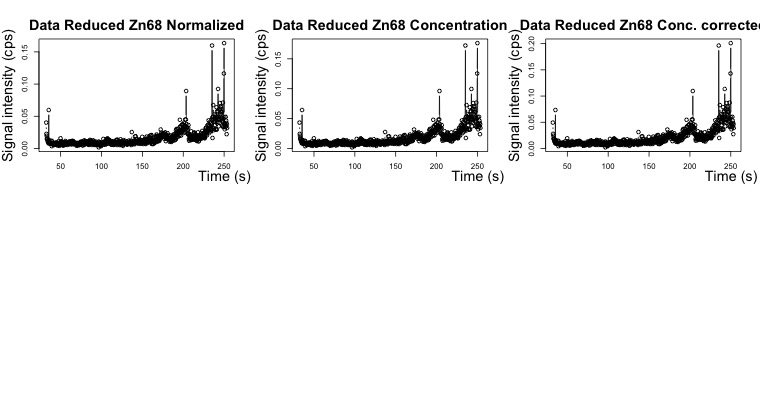 Data Reduced Zn68 Normalized
Signal intensity (cps)
0.00 0.05 0.10 0.15
50 100 150 200 250
Time (s)
Data Reduced Zn68 Concentration
Signal intensity (cps)
0.00 0.05 0.10 0.15
50 100 150 200 250
Time (s)
Data Reduced Zn68 Conc. corrected
Signal intensity (cps)
0.00 0.05 0.10 0.15 0.20
50 100 150 200 250
Time (s)